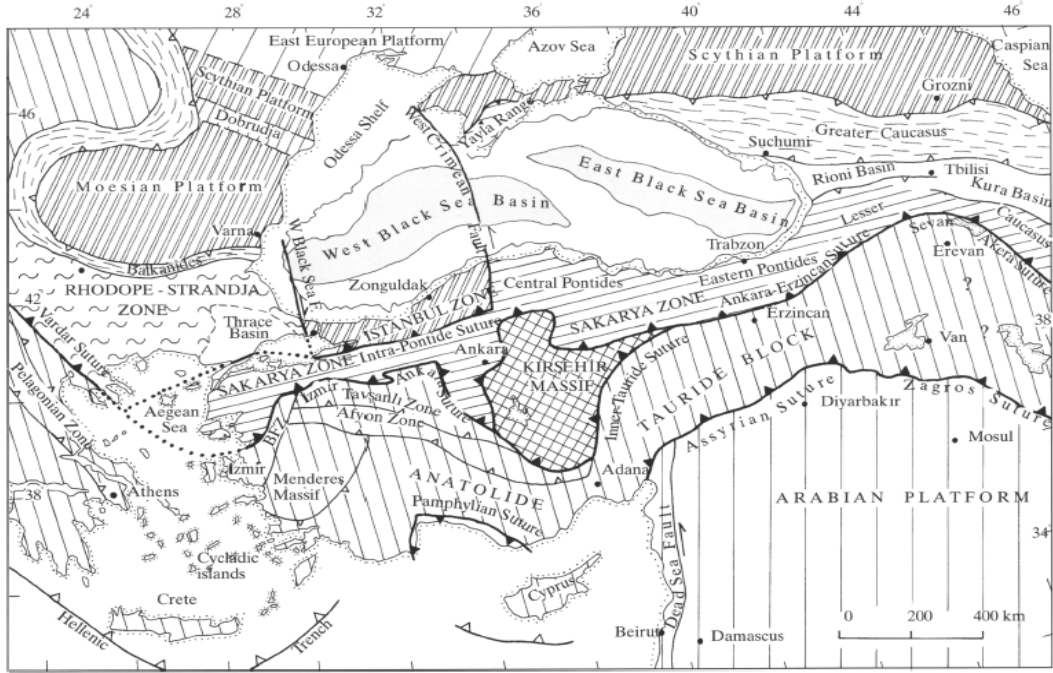 24°
28°
32°
36°
40°
44°
46°
East European Platform
Odessa
Azov Sea
Caspian
Sea
Scythian Platform
Scythian Platform
Grozni
46
Dobrudja
Odessa Shelf
West Crimean
Fault
Yayla Range
Greater Caucasus
Suchumi
Rioni Basin
Tbilisi
Kura Basin
Moesian Platform
East Black Sea Basin
West Black Sea Basin
Varna
W Black Sea F
Lesser
Caucasus
Sevan
Akera Suture
Erevan
Trabzon
Balkanides
Eastern Pontides
Central Pontides
Zonguldak
RHODOPE - STRANDJA
ZONE
ISTANBUL ZONE
SAKARYA ZONE
Ankara-Erzincan Suture
Erzincan
42
38
?
?
Van
Thrace
Basin
Vardar Suture
Intra-Pontide Suture
SAKARYA ZONE
Ankara
KIRŞEHİR
MASSIF
Inner-Tauride Suture
TAURIDE BLOCK
Assyrian Suture
Zagros Suture
Diyarbakır
Mosul
Pelagonian Zone
Aegean
Sea
Izmir
Ankara Suture
Tavşanlı Zone
Afyon Zone
BFZ
Izmir
Menderes
Massif
ANATOLIDE
Pamphylian Suture
Adana
38
Athens
ARABIAN PLATFORM
34
Cycladic
islands
Crete
Cyprus
Dead Sea Fault
Hellenic
Trench
Beirut
Damascus
0 200 400 km